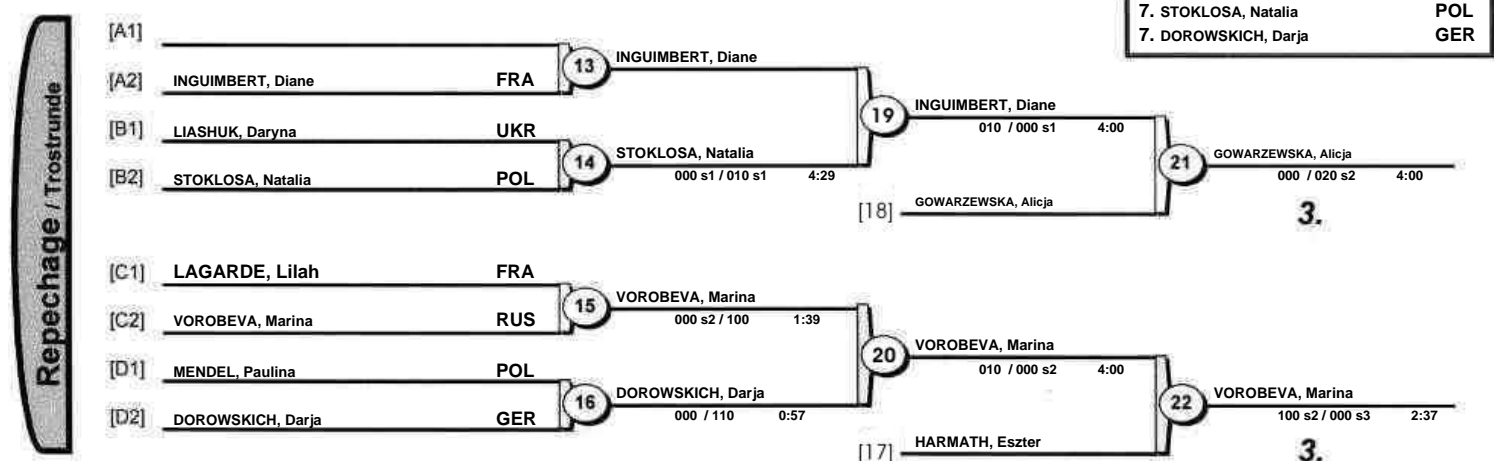 7. STOKLOSA, Natalia POL
7. DOROWSKICH, Darja GER
Repechage / Trostrunde
[A1]
[A2] INGUIMBERT, Diane FRA
13 INGUIMBERT, Diane
[B1] LIASHUK, Daryna UKR
[B2] STOKLOSA, Natalia POL
14 STOKLOSA, Natalia
000 s1 / 010 s1 4:29
19 INGUIMBERT, Diane
010 / 000 s1 4:00
[18] GOWARZEWSKA, Alicja
21 GOWARZEWSKA, Alicja
000 / 020 s2 4:00
3.
[C1] LAGARDE, Lilah FRA
[C2] VOROBEVA, Marina RUS
15 VOROBEVA, Marina
000 s2 / 100 1:39
[D1] MENDEL, Paulina POL
[D2] DOROWSKICH, Darja GER
16 DOROWSKICH, Darja
000 / 110 0:57
20 VOROBEVA, Marina
010 / 000 s2 4:00
[17] HARMATH, Eszter
22 VOROBEVA, Marina
100 s2 / 000 s3 2:37
3.